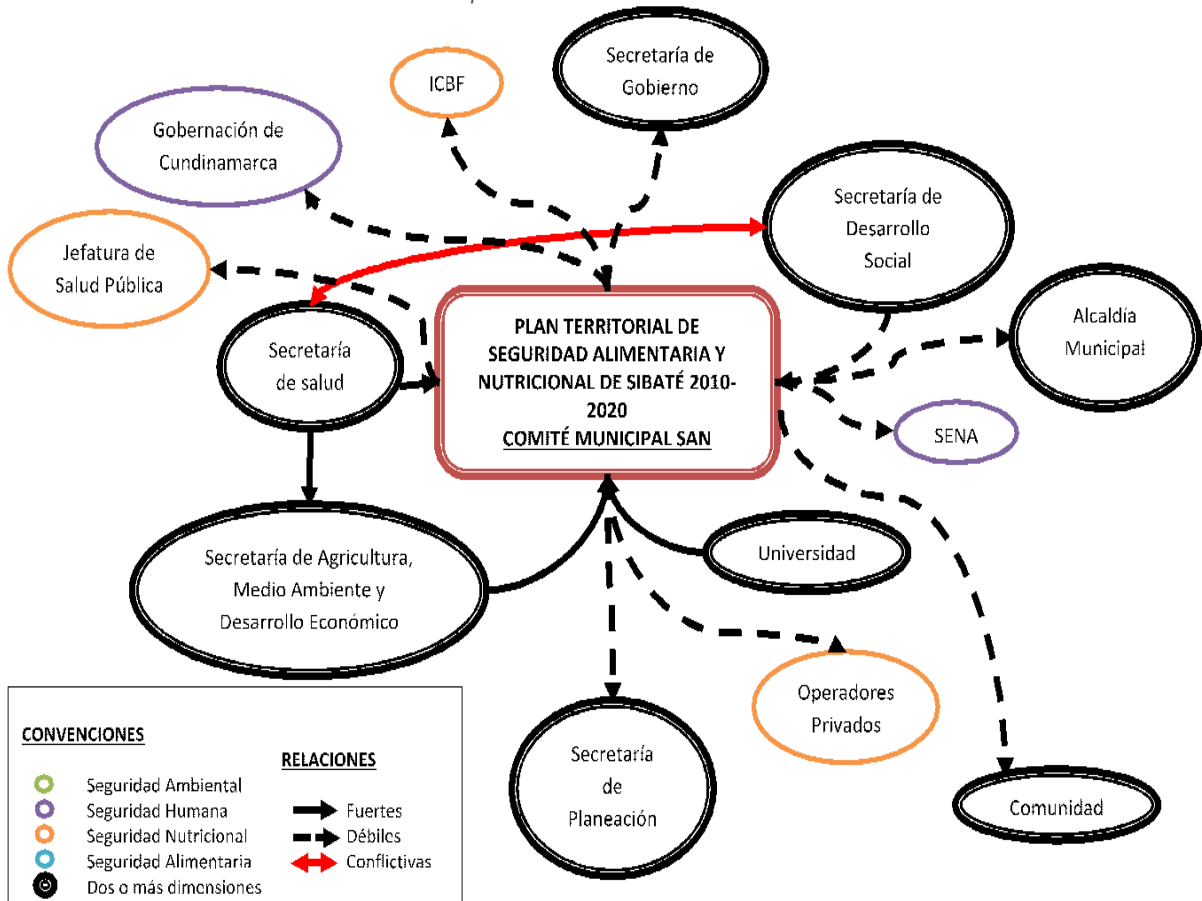 Secretaría de
Gobierno
ICBF
Gobernación de
Cundinamarca
Secretaría de
Desarrollo
Social
Jefatura de
Salud Pública
Alcaldía
Municipal
Secretaría
de salud
PLAN TERRITORIAL DE
SEGURIDAD ALIMENTARIA Y
NUTRICIONAL DE SIBATÉ 2010-
2020
COMITÉ MUNICIPAL SAN
SENA
Universidad
Secretaría de Agricultura,
Medio Ambiente y
Desarrollo Económico
Operadores
Privados
Secretaría
de
Planeación
Comunidad
CONVENCIONES
Seguridad Ambiental
Seguridad Humana
Seguridad Nutricional
Seguridad Alimentaria
Dos o más dimensiones
RELACIONES
Fuertes
Débiles
Conflictivas